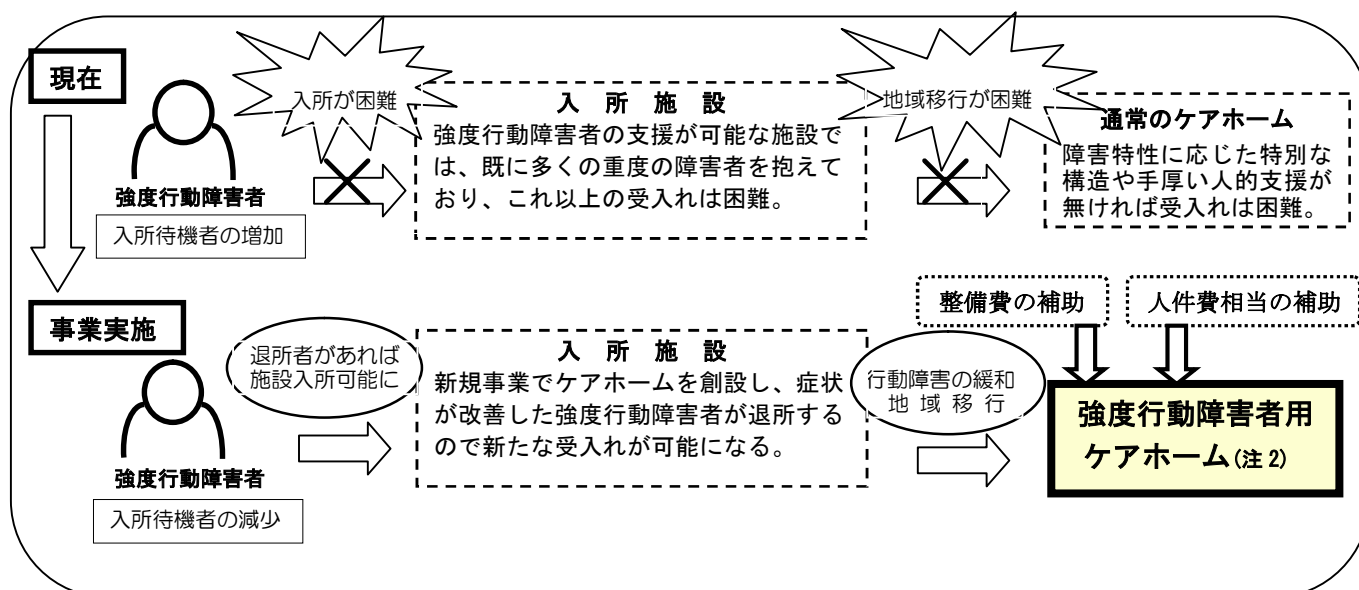 現在
入所が困難
強度行動障害者
入所待機者の増加
入 所 施 設
強度行動障害者の支援が可能な施設で
は、既に多くの重度の障害者を抱えて
おり、これ以上の受入れは困難。
地域移行が困難
通常のケアホーム
障害特性に応じた特別な
構造や手厚い人的支援が
無ければ受入れは困難。
事業実施
強度行動障害者
入所待機者の減少
退所者があれば
施設入所可能に
入 所 施 設
新規事業でケアホームを創設し、症状
が改善した強度行動障害者が退所する
ので新たな受入れが可能になる。
行動障害の緩和
地 域 移 行
整備費の補助
人件費相当の補助
強度行動障害者用
ケアホーム(注2)